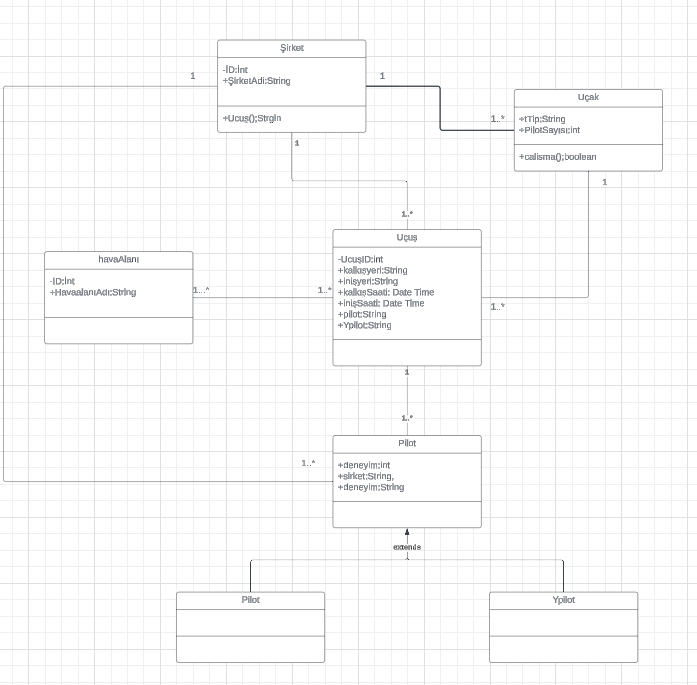 Şirket
-İD:İnt
+ŞirketAdi:String
+Ucuş();Strgin
1
1
1
Uçak
+tTip;String
+PilotSayısı;int
+calisma();boolean
1..*
1
1..*
Uçuş
-UcuşID:int
+kalkışyeri:String
+inişyeri:String
+kalkışSaati: Date Time
+inişSaati: Date Time
+pilot:String
+Ypilot:String
1..*
havaAlanı
-İD:İnt
+HavaalanıAdı;String
1...*
1..*
1
1..*
1..*
Pilot
+deneyim;int
+sirket;String,
+deneyim;String
extends
Pilot
Ypilot